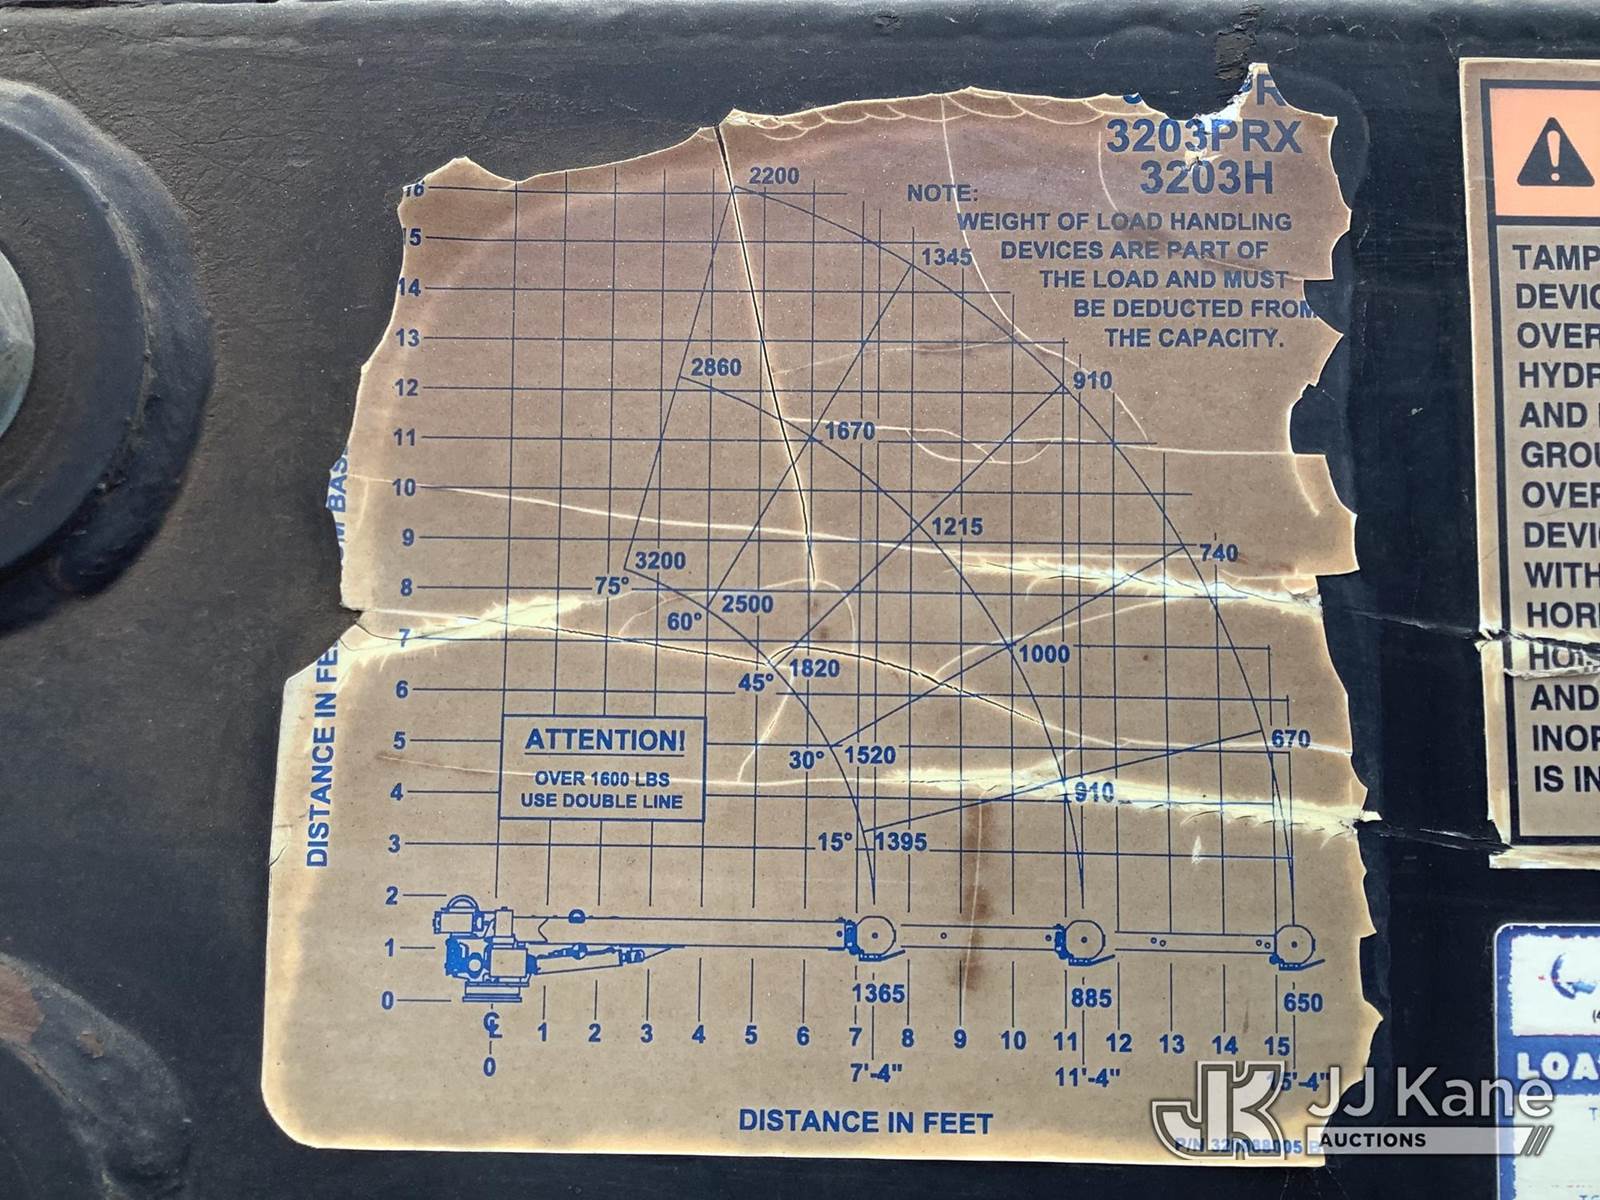 3203PRX
3203H
NOTE:
WEIGHT OF LOAD HANDLING
DEVICES ARE PART OF
THE LOAD AND MUST
BE DEDUCTED FROM
THE CAPACITY.
16
15
14
13
12
11
10
9
8
7
6
5
4
3
2
1
0
2200
1345
2860
910
1670
1215
740
3200
75°
2500
60°
1000
1820
45°
670
1520
30°
910
1395
15°
ATTENTION!
OVER 1600 LBS
USE DOUBLE LINE
DISTANCE IN
1365
885
650
℄ 1 2 3 4 5 6 7 8 9 10 11 12 13 14 15
0
7'-4"
11'-4"
15'-4"
DISTANCE IN FEET
TAMP
DEVIC
OVER
HYDR
AND
GROU
OVER
DEVI
WITH
HORI
AND
INOP
IS IN
LOA
JJ Kane
AUCTIONS